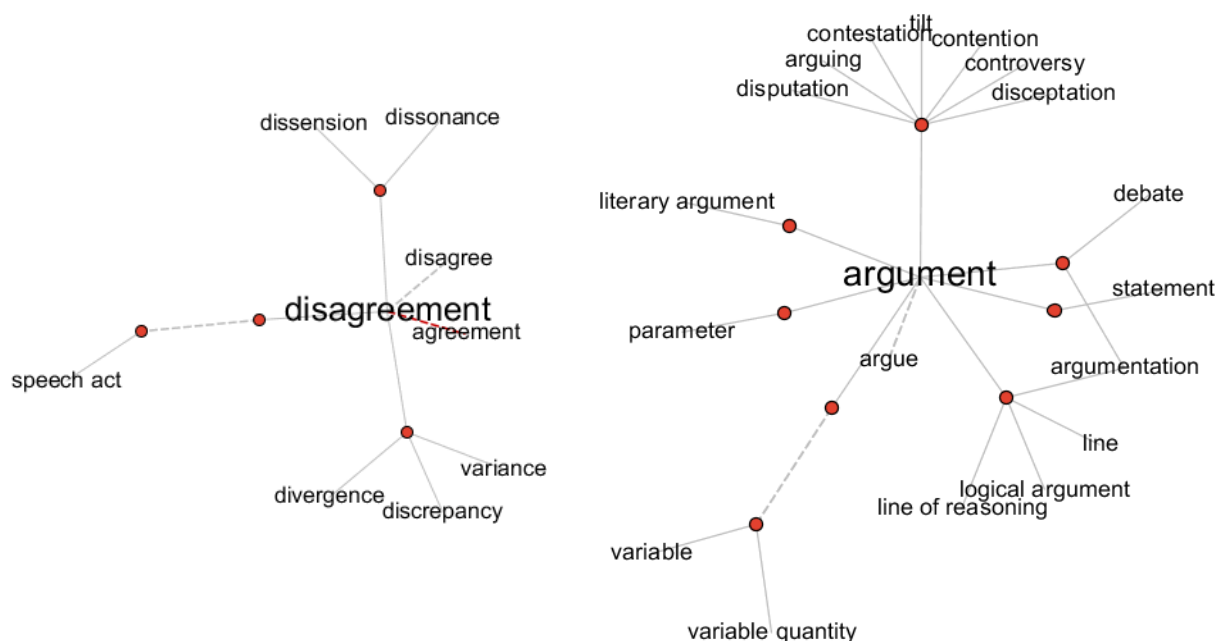 dissension
dissonance
disagree
disagreement
agreement
speech act
variance
divergence
discrepancy
tilt
contestation
contention
arguing
controversy
disputation
disceptation
literary argument
debate
argument
statement
parameter
argue
argumentation
line
logical argument
line of reasoning
variable
variable quantity